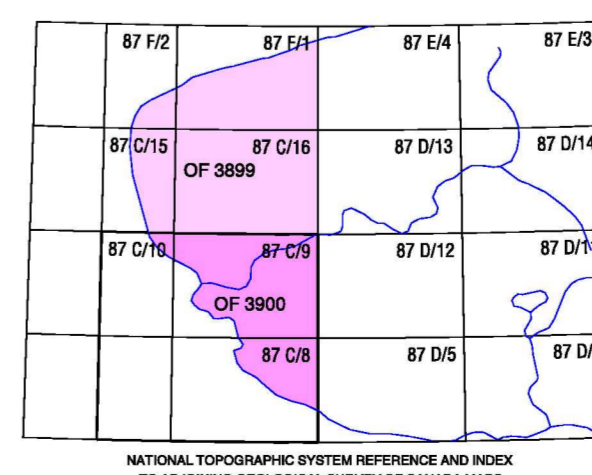 87 F/2 87 F/1 87 E/4 87 E/3
87 C/15 87 C/16 87 D/13 87 D/14
OF 3899
87 C/10 87 C/9 87 D/12
OF 3900
87 C/8 87 D/5
NATIONAL TOPOGRAPHIC SYSTEM REFERENCE AND INDEX